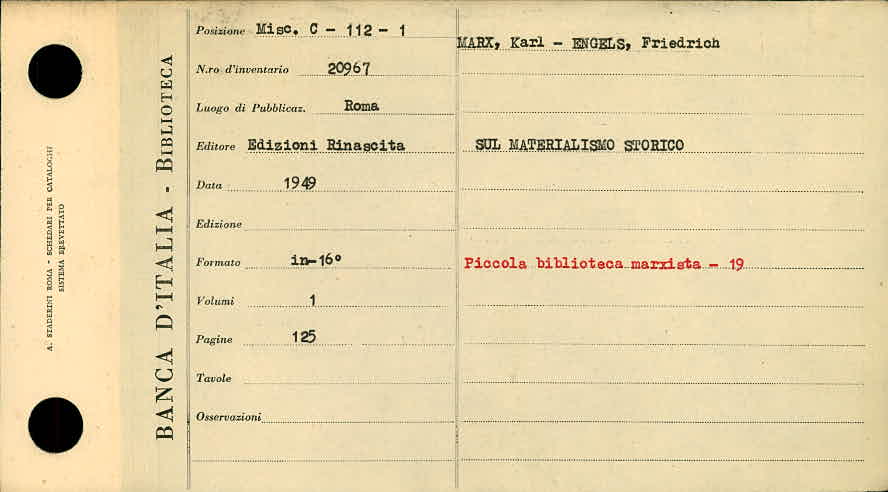 A. STADERINI ROMA - SCHEDARI PER CATALOGHI
SISTEMA BREVETTATO
BANCA D'ITALIA - BIBLIOTECA
Posizione Misc. C - 112 - 1
N.ro d'inventario 20967
Luogo di Pubblicaz. Roma
Editore Edizioni Rinascita
Data 1949
Edizione
Formato in-16°
Volumi 1
Pagine 125
Tavole
Osservazioni
MARX, Karl - ENGELS, Friedrich
SUL MATERIALISMO STORICO
Piccola biblioteca marxista - 19